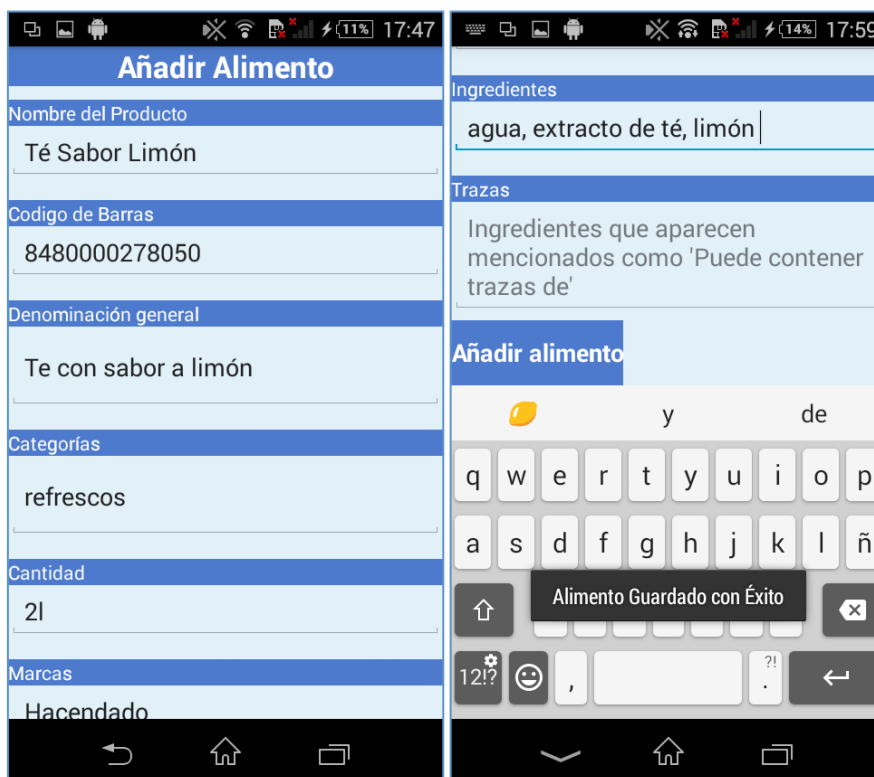 11% 17:47
Añadir Alimento
Nombre del Producto
Té Sabor Limón
Codigo de Barras
8480000278050
Denominación general
Te con sabor a limón
Categorías
refrescos
Cantidad
2l
Marcas
Hacendado
14% 17:59
Ingredientes
agua, extracto de té, limón
Trazas
Ingredientes que aparecen
mencionados como 'Puede contener
trazas de'
Añadir alimento
y de
q w e r t y u i o p
a s d f g h j k l ñ
Alimento Guardado con Éxito
12!? , ?! .